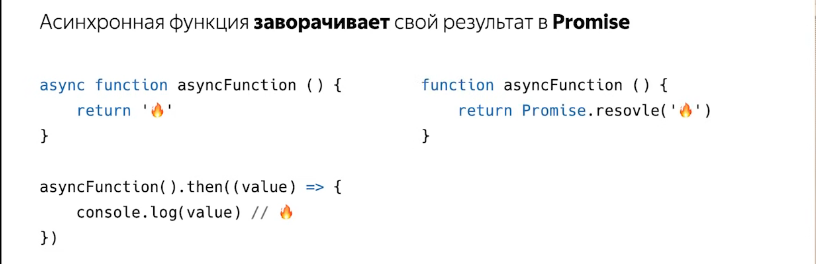 Асинхронная функция заворачивает свой результат в Promise
async function asyncFunction () {
    return '🔥'
}
asyncFunction().then((value) => {
    console.log(value) // 🔥
})
function asyncFunction () {
    return Promise.resovle('🔥')
}